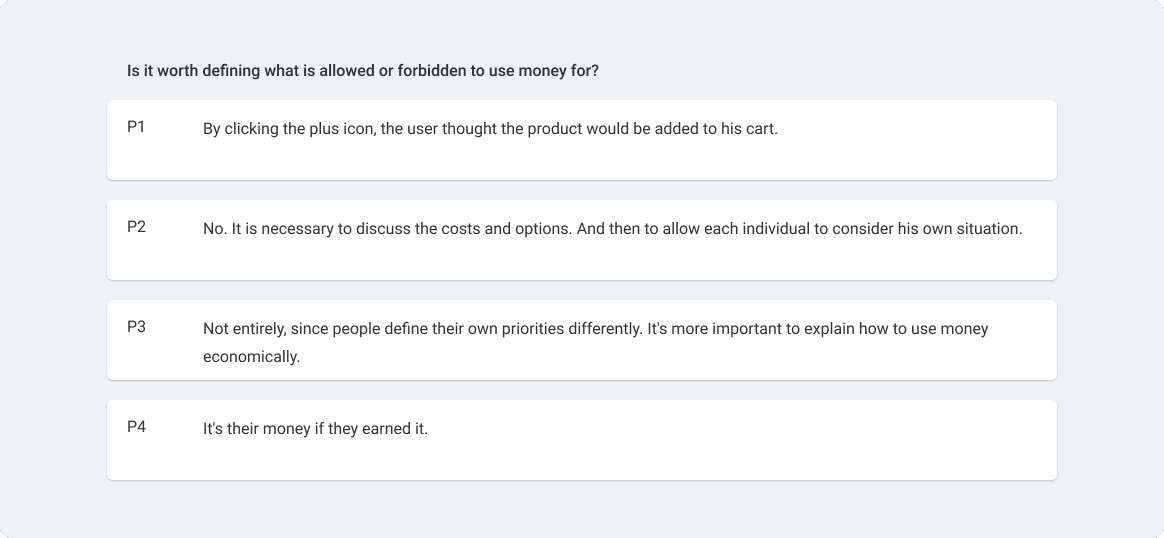 Is it worth defining what is allowed or forbidden to use money for?
P1 By clicking the plus icon, the user thought the product would be added to his cart.
P2 No. It is necessary to discuss the costs and options. And then to allow each individual to consider his own situation.
P3 Not entirely, since people define their own priorities differently. It's more important to explain how to use money
economically.
P4 It's their money if they earned it.